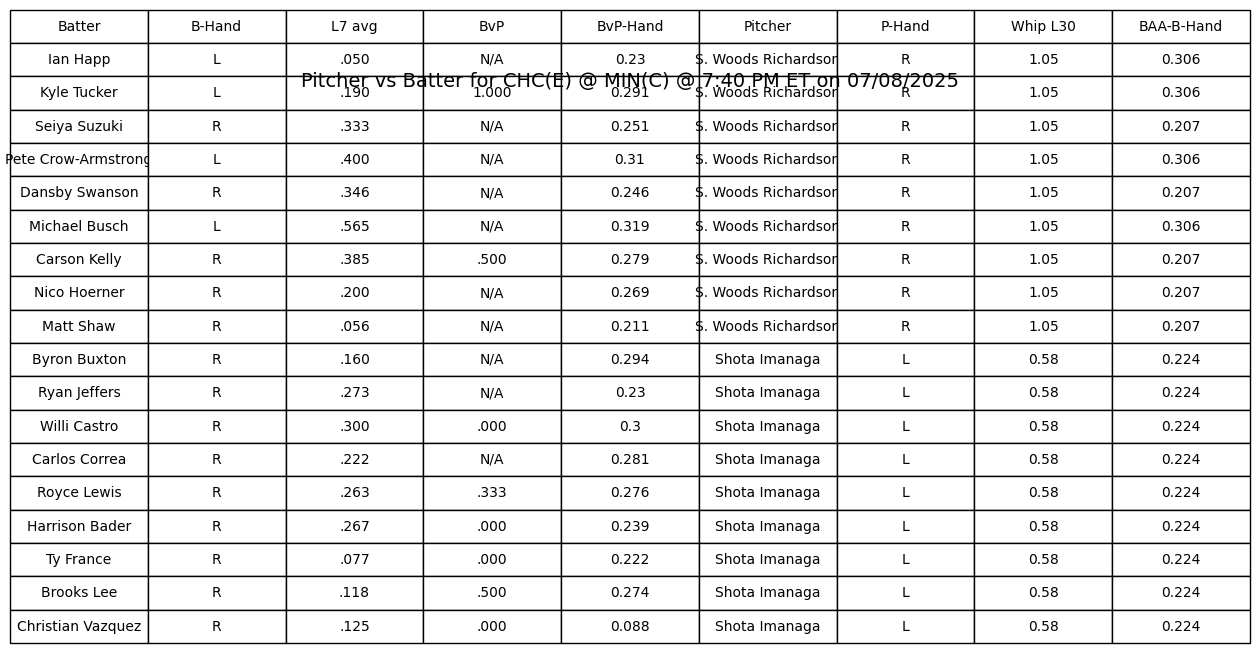 Batter B-Hand L7 avg BvP BvP-Hand Pitcher P-Hand Whip L30 BAA-B-Hand
Ian Happ L .050 N/A 0.23 S. Woods Richardson R 1.05 0.306
Pitcher vs Batter for CHC(E) @ MIN(C) @ 7:40 PM ET on 07/08/2025
Kyle Tucker L .190 1.000 0.291 S. Woods Richardson R 1.05 0.306
Seiya Suzuki R .333 N/A 0.251 S. Woods Richardson R 1.05 0.207
Pete Crow-Armstrong L .400 N/A 0.31 S. Woods Richardson R 1.05 0.306
Dansby Swanson R .346 N/A 0.246 S. Woods Richardson R 1.05 0.207
Michael Busch L .565 N/A 0.319 S. Woods Richardson R 1.05 0.306
Carson Kelly R .385 .500 0.279 S. Woods Richardson R 1.05 0.207
Nico Hoerner R .200 N/A 0.269 S. Woods Richardson R 1.05 0.207
Matt Shaw R .056 N/A 0.211 S. Woods Richardson R 1.05 0.207
Byron Buxton R .160 N/A 0.294 Shota Imanaga L 0.58 0.224
Ryan Jeffers R .273 N/A 0.23 Shota Imanaga L 0.58 0.224
Willi Castro R .300 .000 0.3 Shota Imanaga L 0.58 0.224
Carlos Correa R .222 N/A 0.281 Shota Imanaga L 0.58 0.224
Royce Lewis R .263 .333 0.276 Shota Imanaga L 0.58 0.224
Harrison Bader R .267 .000 0.239 Shota Imanaga L 0.58 0.224
Ty France R .077 .000 0.222 Shota Imanaga L 0.58 0.224
Brooks Lee R .118 .500 0.274 Shota Imanaga L 0.58 0.224
Christian Vazquez R .125 .000 0.088 Shota Imanaga L 0.58 0.224